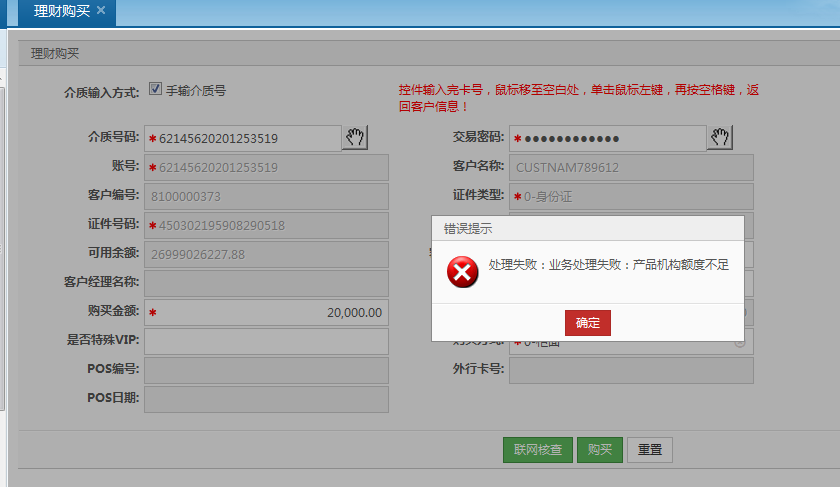 理财购买
理财购买
介质输入方式: 手输介质号
控件输入完卡号，鼠标移至空白处，单击鼠标左键，再按空格键，返
回客户信息！
介质号码: *62145620201253519 交易密码: *●●●●●●●●●●●●
账号: *62145620201253519 客户名称: CUSTNAM789612
客户编号: 8100000373 证件类型: *0-身份证
证件号码: *450302195908290518
可用余额: 26999026227.88
客户经理名称:
购买金额: * 20,000.00
是否特殊VIP:
POS编号: 外行卡号:
POS日期:
错误提示
处理失败：业务处理失败：产品机构额度不足
确定
联网核查 购买 重置